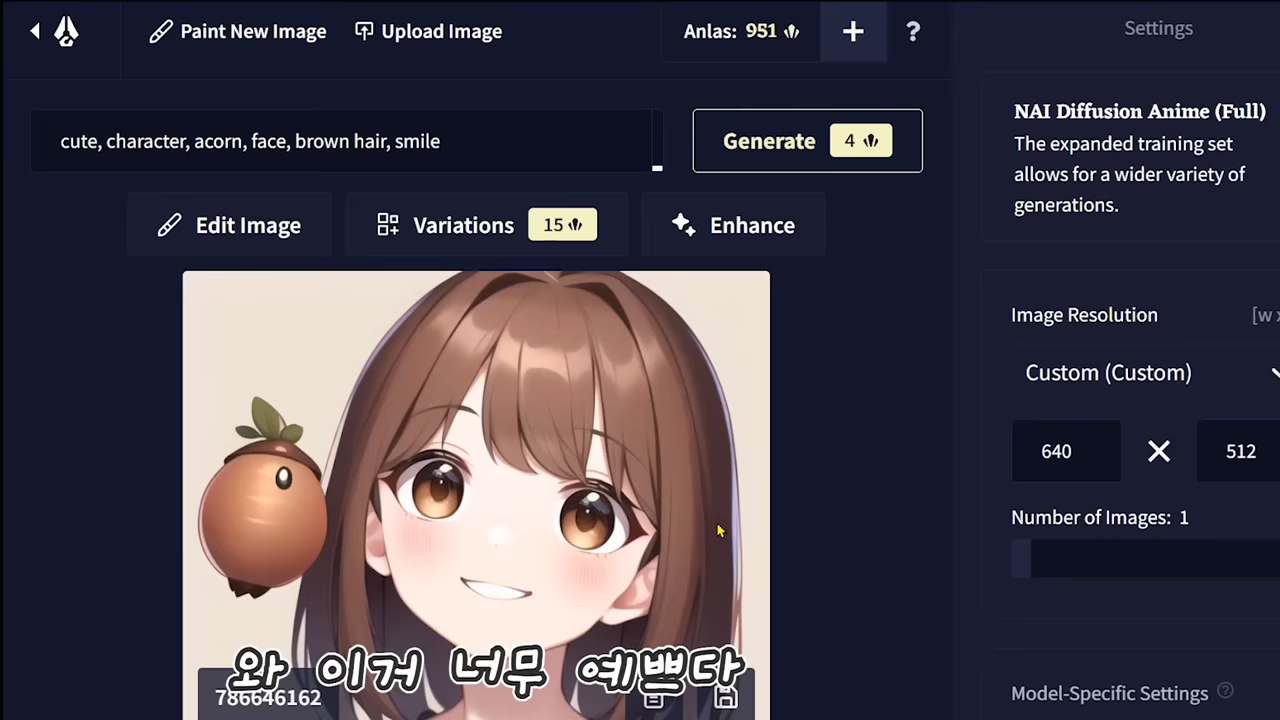 Paint New Image
Upload Image
Anlas: 951
+
?
Settings
cute, character, acorn, face, brown hair, smile
Generate 4
Edit Image
Variations 15
Enhance
NAI Diffusion Anime (Full)
The expanded training set
allows for a wider variety of
generations.
Image Resolution
[w x
Custom (Custom)
640 × 512
Number of Images: 1
와 이거 너무 예쁘다
786646162
Model-Specific Settings ?